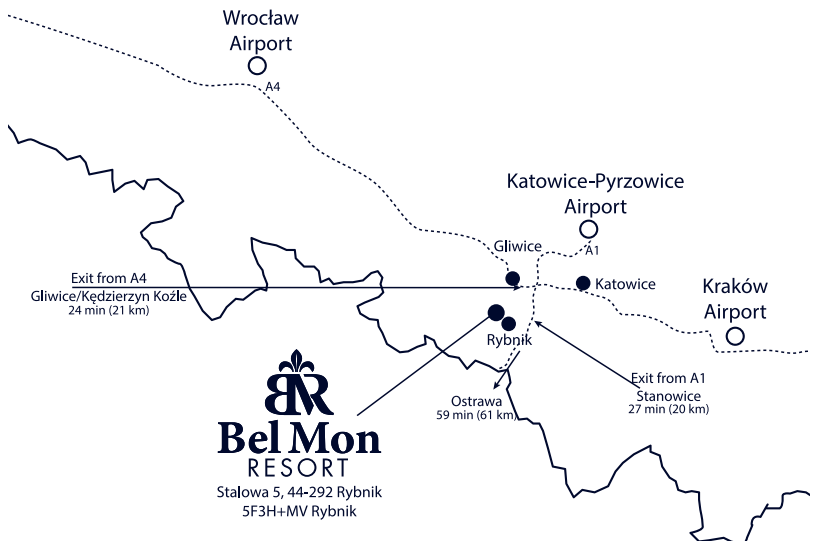 Wrocław
Airport
A4
Katowice-Pyrzowice
Airport
A1
Gliwice
Exit from A4
Gliwice/Kędzierzyn Koźle
24 min (21 km)
Katowice
Kraków
Airport
Rybnik
Exit from A1
Stanowice
27 min (20 km)
Ostrawa
59 min (61 km)
BR
Bel Mon
RESORT
Stalowa 5, 44-292 Rybnik
5F3H+MV Rybnik